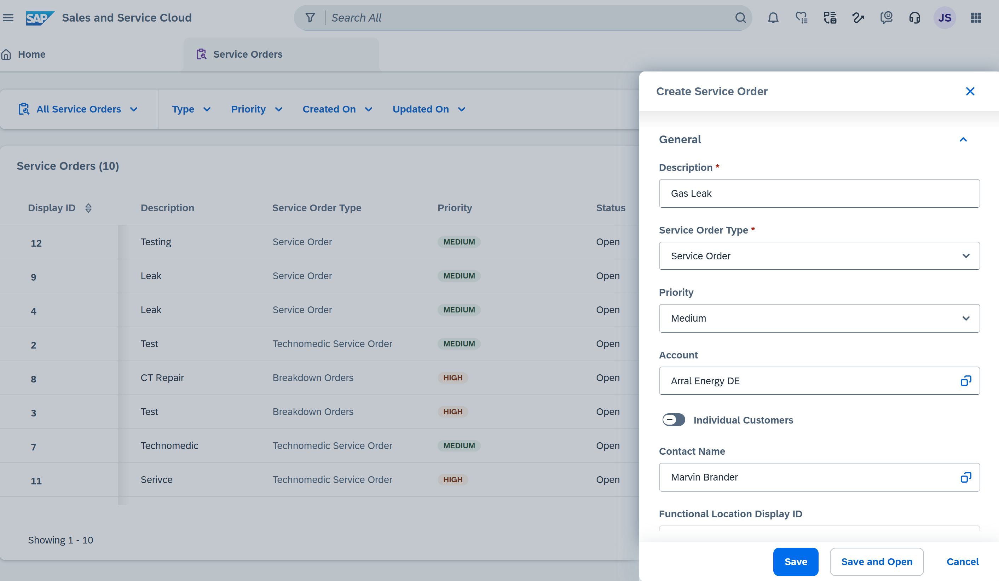 SAP Sales and Service Cloud Search All JS
Home Service Orders
All Service Orders Type Priority Created On Updated On
Service Orders (10)
Display ID Description Service Order Type Priority Status
12 Testing Service Order MEDIUM Open
9 Leak Service Order MEDIUM Open
4 Leak Service Order MEDIUM Open
2 Test Technomedic Service Order MEDIUM Open
8 CT Repair Breakdown Orders HIGH Open
3 Test Breakdown Orders HIGH Open
7 Technomedic Technomedic Service Order MEDIUM Open
11 Serivce Technomedic Service Order HIGH Open
Showing 1 - 10
Create Service Order
General
Description *
Gas Leak
Service Order Type *
Service Order
Priority
Medium
Account
Arral Energy DE
Individual Customers
Contact Name
Marvin Brander
Functional Location Display ID
Save Save and Open Cancel